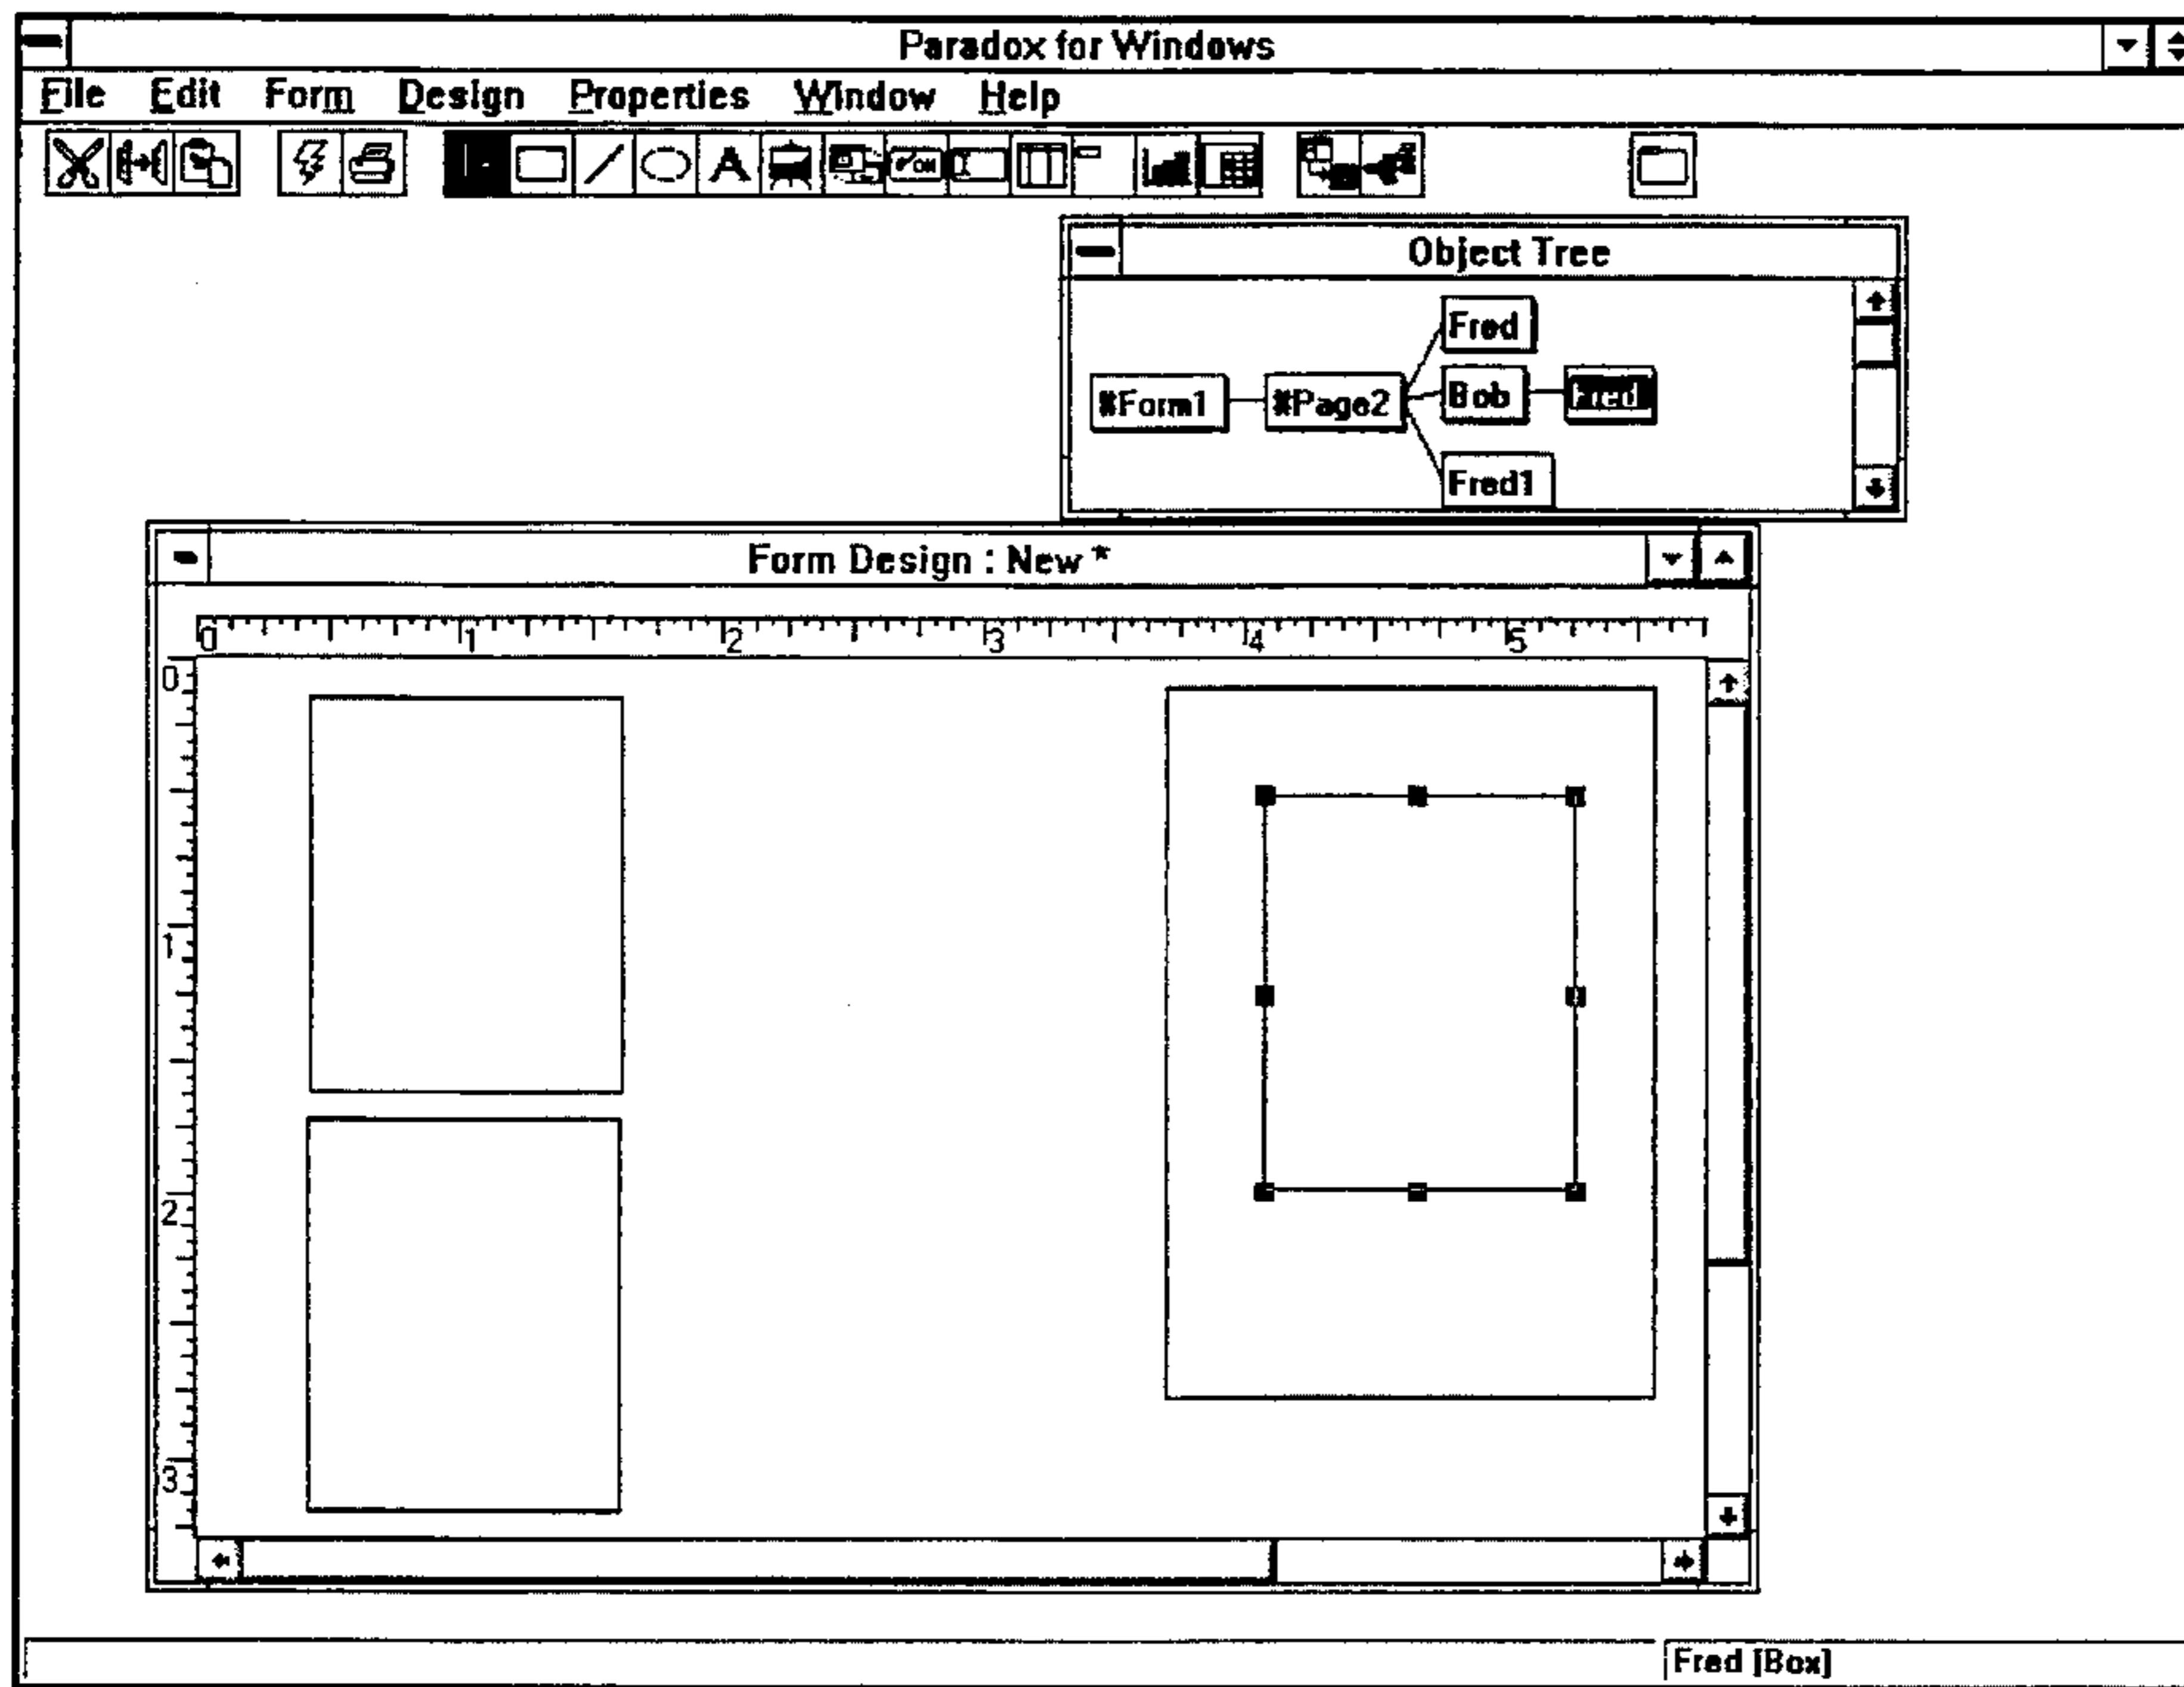 Paradox for Windows
File Edit Form Design Properties Window Help
A ON
Object Tree
Fred
#Form1 #Page2 Bob Fred
Fred1
Form Design : New *
0 1 2 3 4 5
0
1
2
3
Fred [Box]